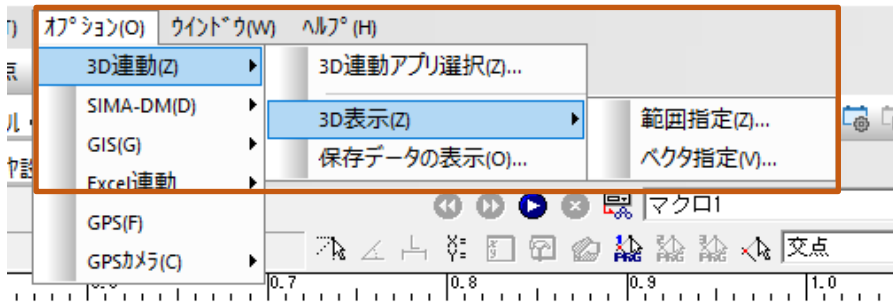 オプション(O) ウインドウ(W) ヘルプ(H)
3D連動(Z)
SIMA-DM(D)
GIS(G)
Excel連動
GPS(F)
GPSカメラ(C)
3D連動アプリ選択(Z)...
3D表示(Z)
保存データの表示(O)...
範囲指定(Z)...
ベクタ指定(V)...
マクロ1
X:
Y:
PRG PRG PRG 交点
0.7 0.8 0.9 1.0